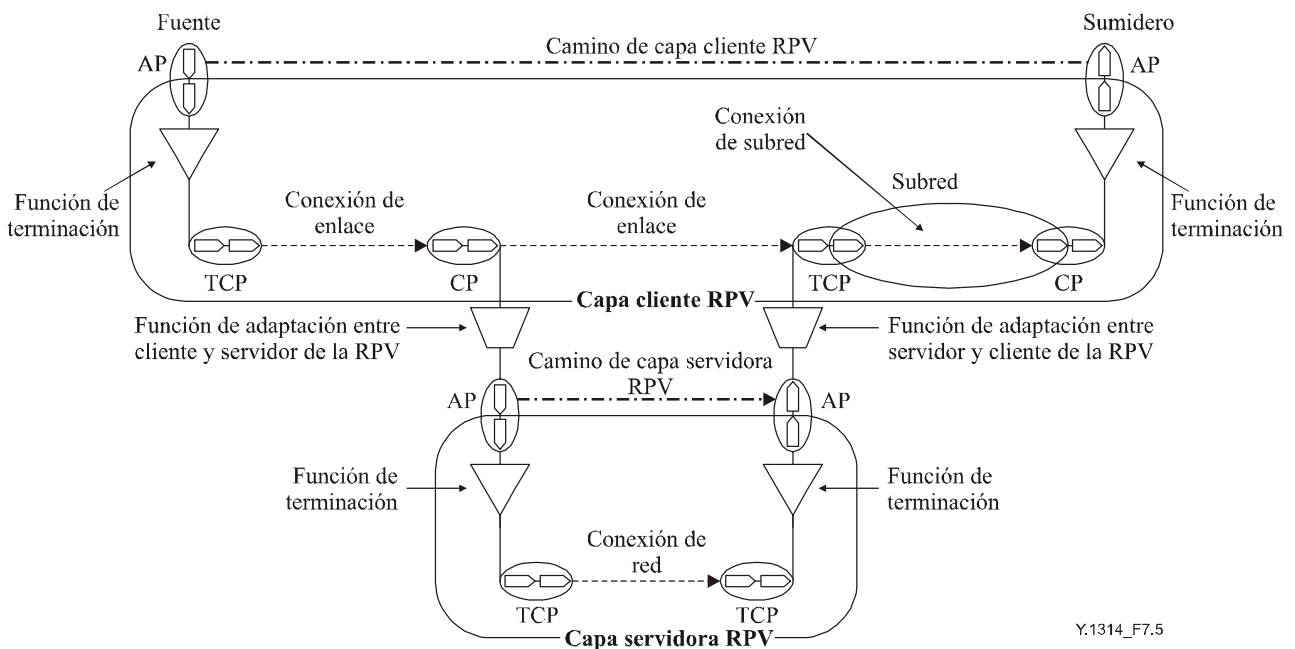 Fuente
Sumidero
Camino de capa cliente RPV
AP
AP
Conexión
de subred
Función de
terminación
Conexión de
enlace
Conexión de
enlace
Subred
Función de
terminación
TCP
CP
TCP
CP
Capa cliente RPV
Función de adaptación entre
cliente y servidor de la RPV
Función de adaptación entre
servidor y cliente de la RPV
Camino de capa servidora
RPV
AP
AP
Función de
terminación
Función de
terminación
Conexión de
red
TCP
TCP
Capa servidora RPV
Y.1314_F7.5